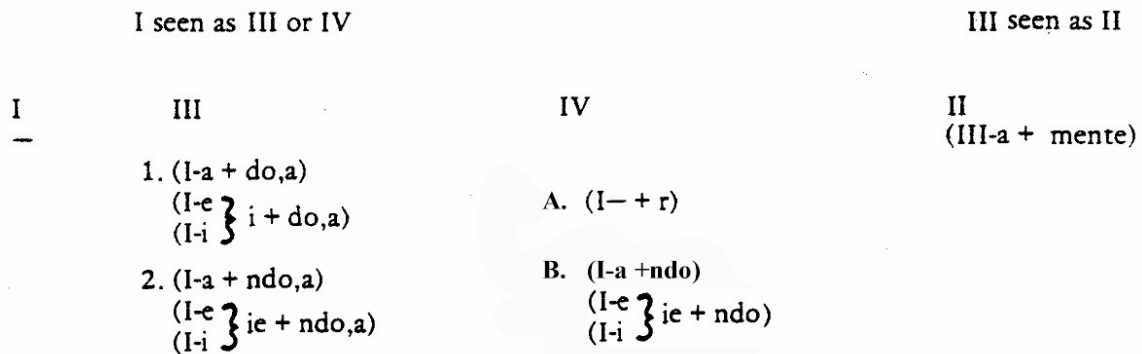 I seen as III or IV III seen as II
I III IV II
— (III-a + mente)
1. (I-a + do,a)
(I-e
(I-i } i + do,a)
A. (I— + r)
2. (I-a + ndo,a)
(I-e
(I-i } ie + ndo,a)
B. (I-a +ndo)
(I-e
(I-i } ie + ndo)